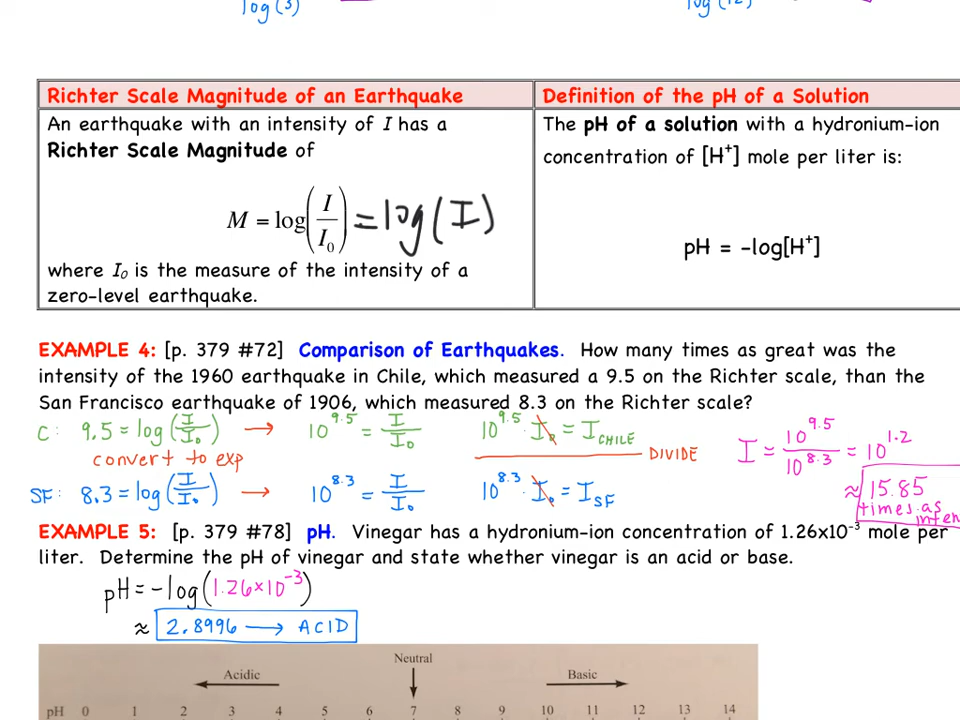 log(3)
log(12)
Richter Scale Magnitude of an Earthquake
An earthquake with an intensity of I has a
Richter Scale Magnitude of
M = log(I/I₀) = log(I)
where I₀ is the measure of the intensity of a
zero-level earthquake.
Definition of the pH of a Solution
The pH of a solution with a hydronium-ion
concentration of [H⁺] mole per liter is:
pH = -log[H⁺]
EXAMPLE 4: [p. 379 #72] Comparison of Earthquakes. How many times as great was the
intensity of the 1960 earthquake in Chile, which measured a 9.5 on the Richter scale, than the
San Francisco earthquake of 1906, which measured 8.3 on the Richter scale?
C: 9.5 = log(I/I₀) → 10^9.5 = I/I₀ 10^9.5 · I₀ = I CHILE
convert to exp
DIVIDE
SF: 8.3 = log(I/I₀) → 10^8.3 = I/I₀ 10^8.3 · I₀ = I SF
I = 10^9.5/10^8.3 = 10^1.2
≈ 15.85
times as
inten
EXAMPLE 5: [p. 379 #78] pH. Vinegar has a hydronium-ion concentration of 1.26x10⁻³ mole per
liter. Determine the pH of vinegar and state whether vinegar is an acid or base.
pH = -log(1.26×10⁻³)
≈ 2.8996 → ACID
Neutral
Acidic
Basic
pH 0 1 2 3 4 5 6 7 8 9 10 11 12 13 14